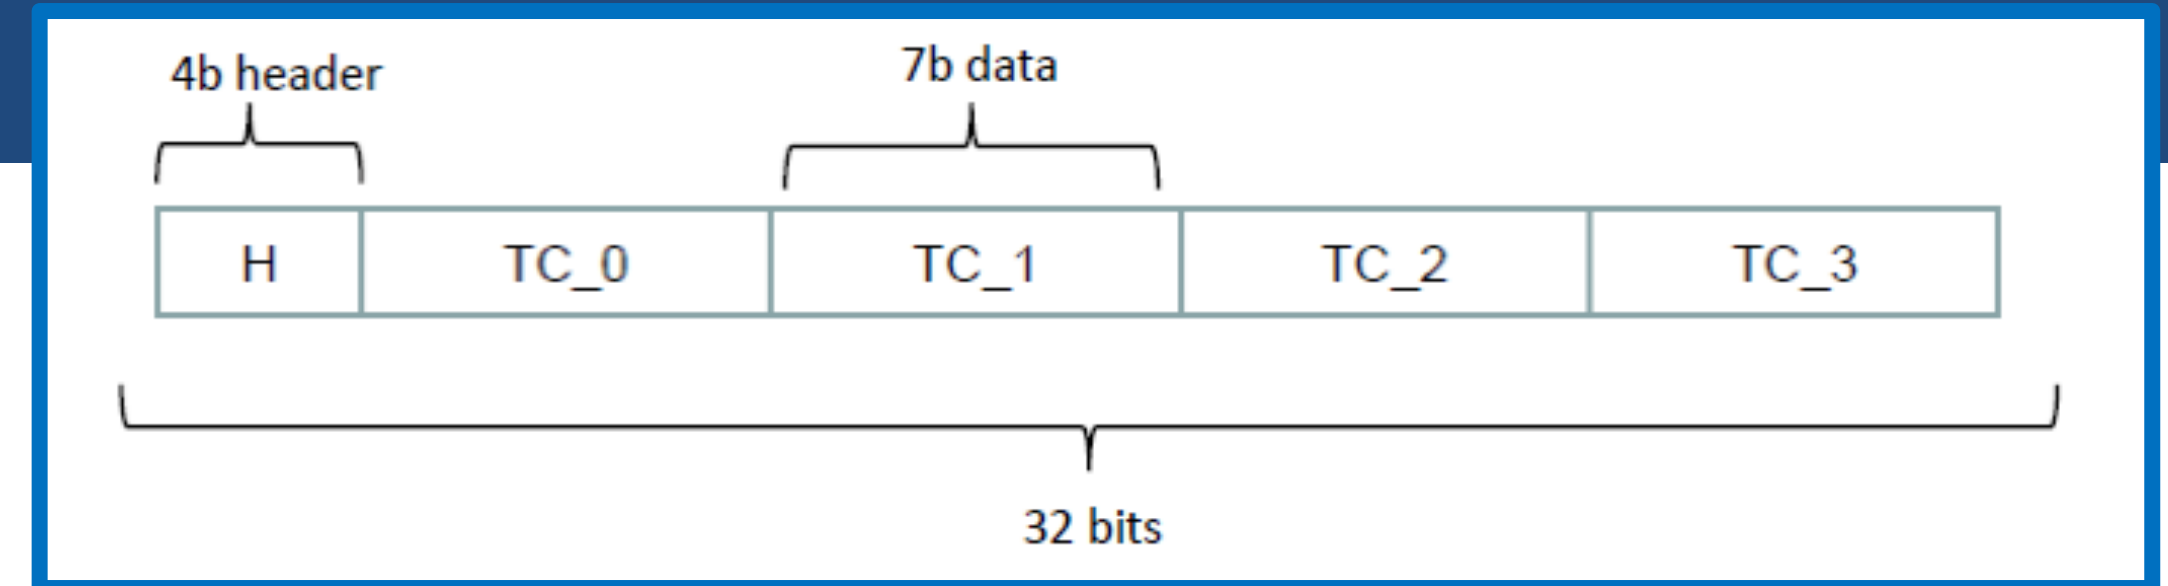 4b header
7b data
H
TC_0
TC_1
TC_2
TC_3
32 bits